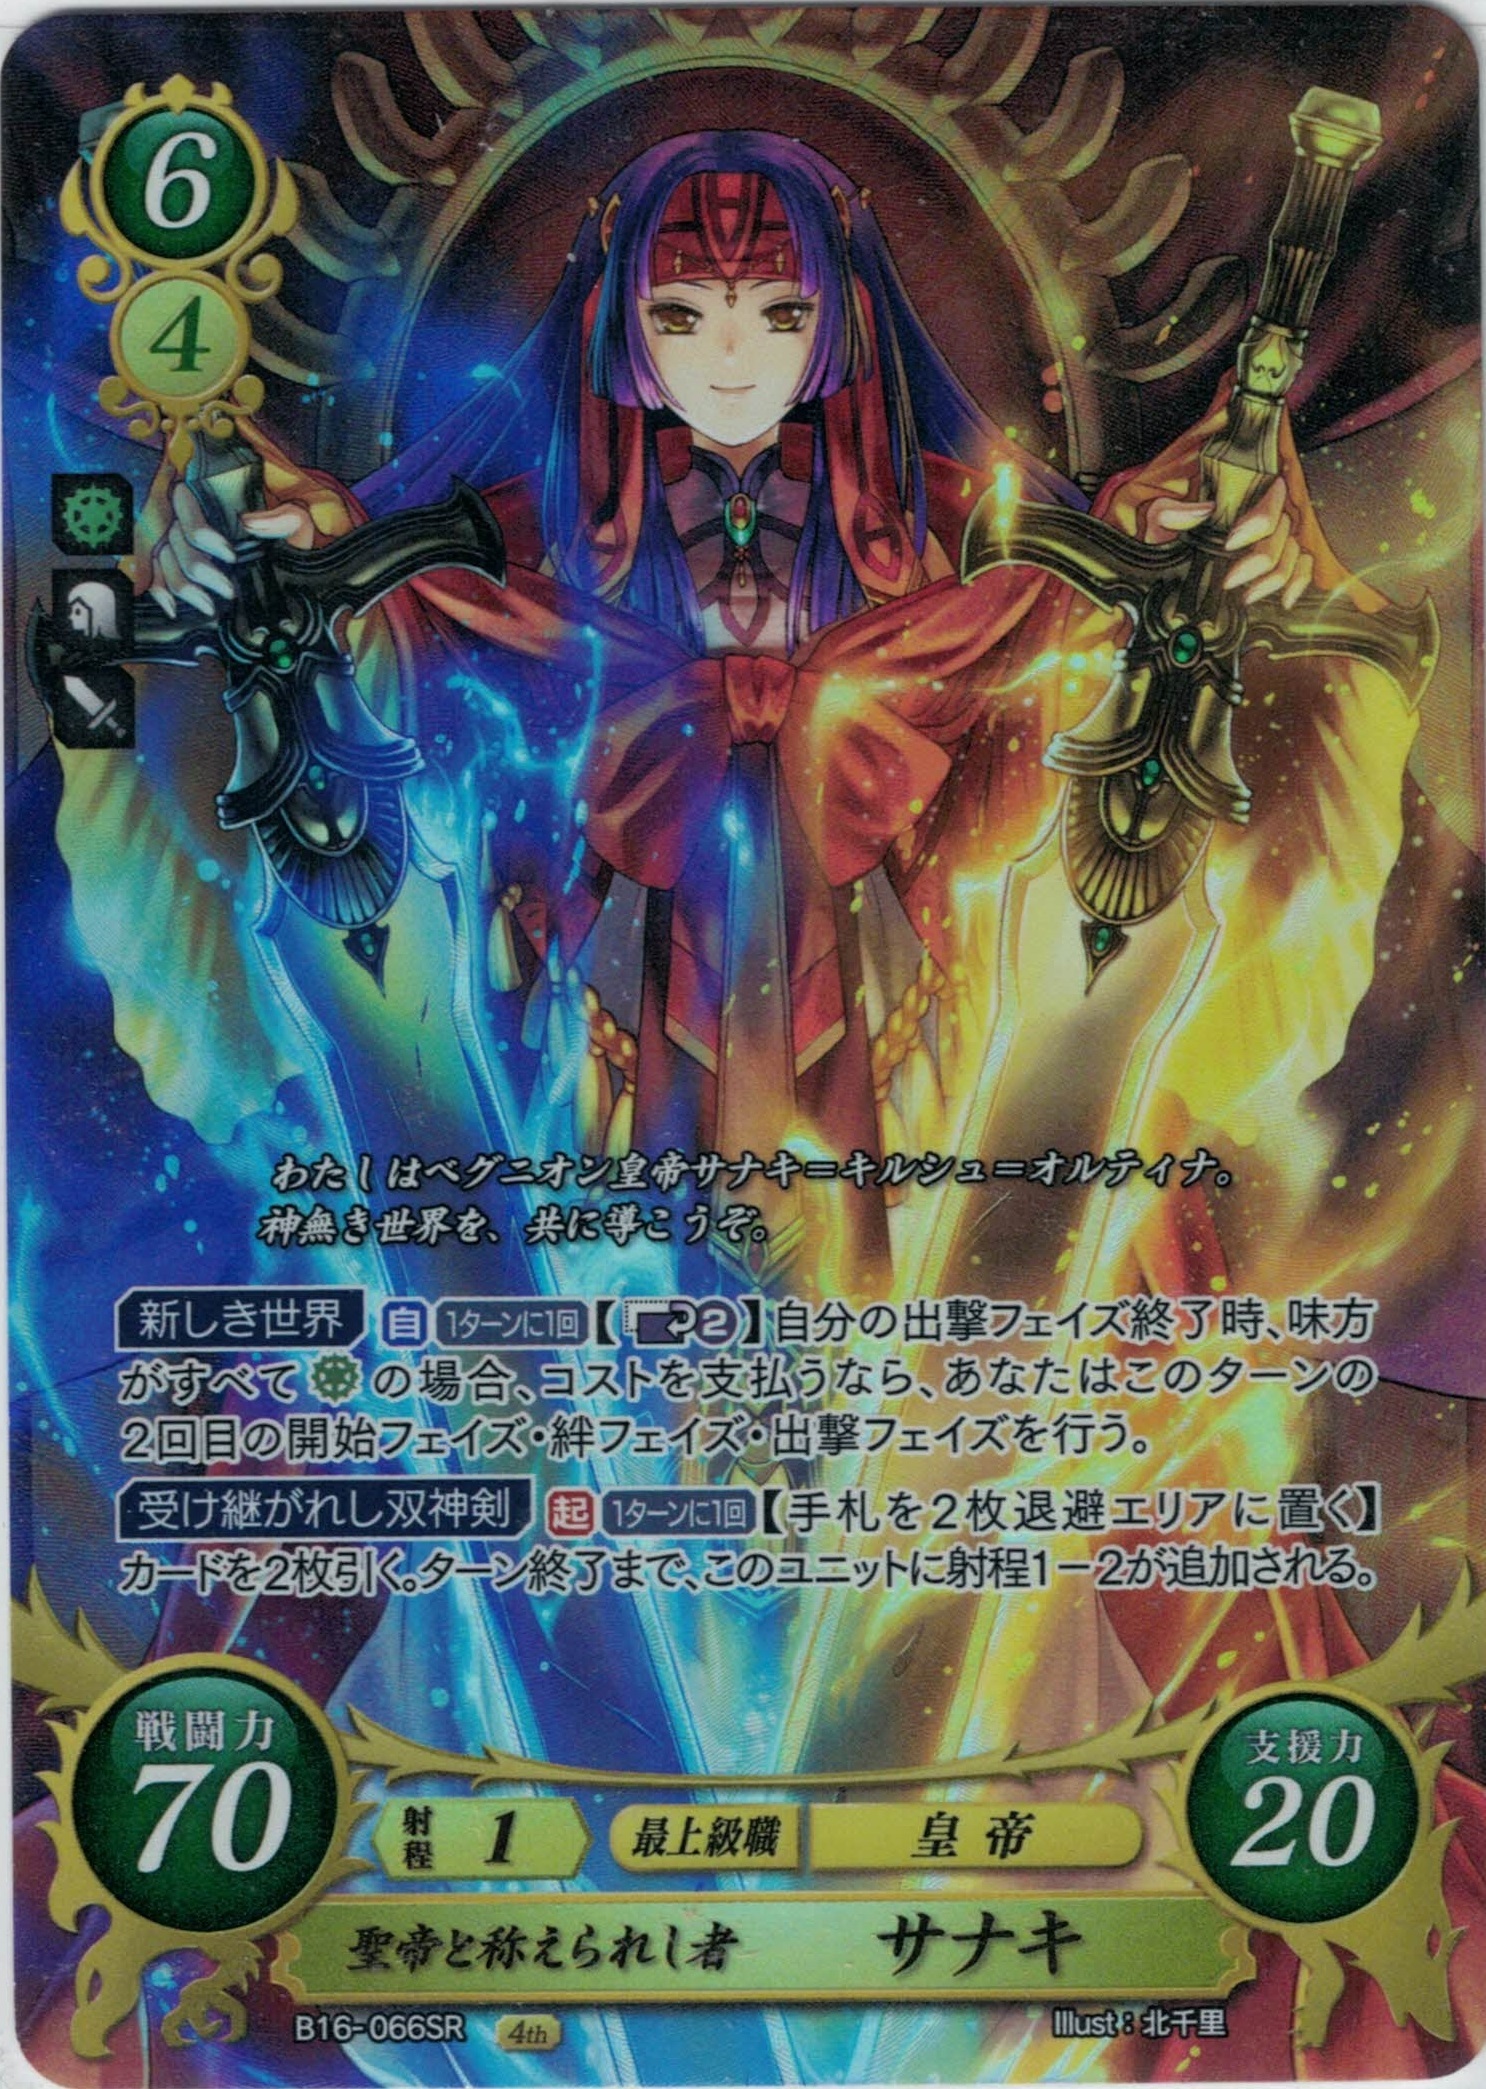 6
4
わたしはベグニオン皇帝サナキ=キルシュ=オルティナ。
神無き世界を、共に導こうぞ。
新しき世界 自 1ターンに1回【2】自分の出撃フェイズ終了時、味方
がすべての場合、コストを支払うなら、あなたはこのターンの
2回目の開始フェイズ・絆フェイズ・出撃フェイズを行う。
受け継がれし双神剣 起 1ターンに1回【手札を2枚退避エリアに置く】
カードを2枚引く。ターン終了まで、このユニットに射程1-2が追加される。
戦闘力
70
射程 1
最上級職 皇帝
支援力
20
聖帝と称えられし者 サナキ
B16-066SR 4th Illust:北千里